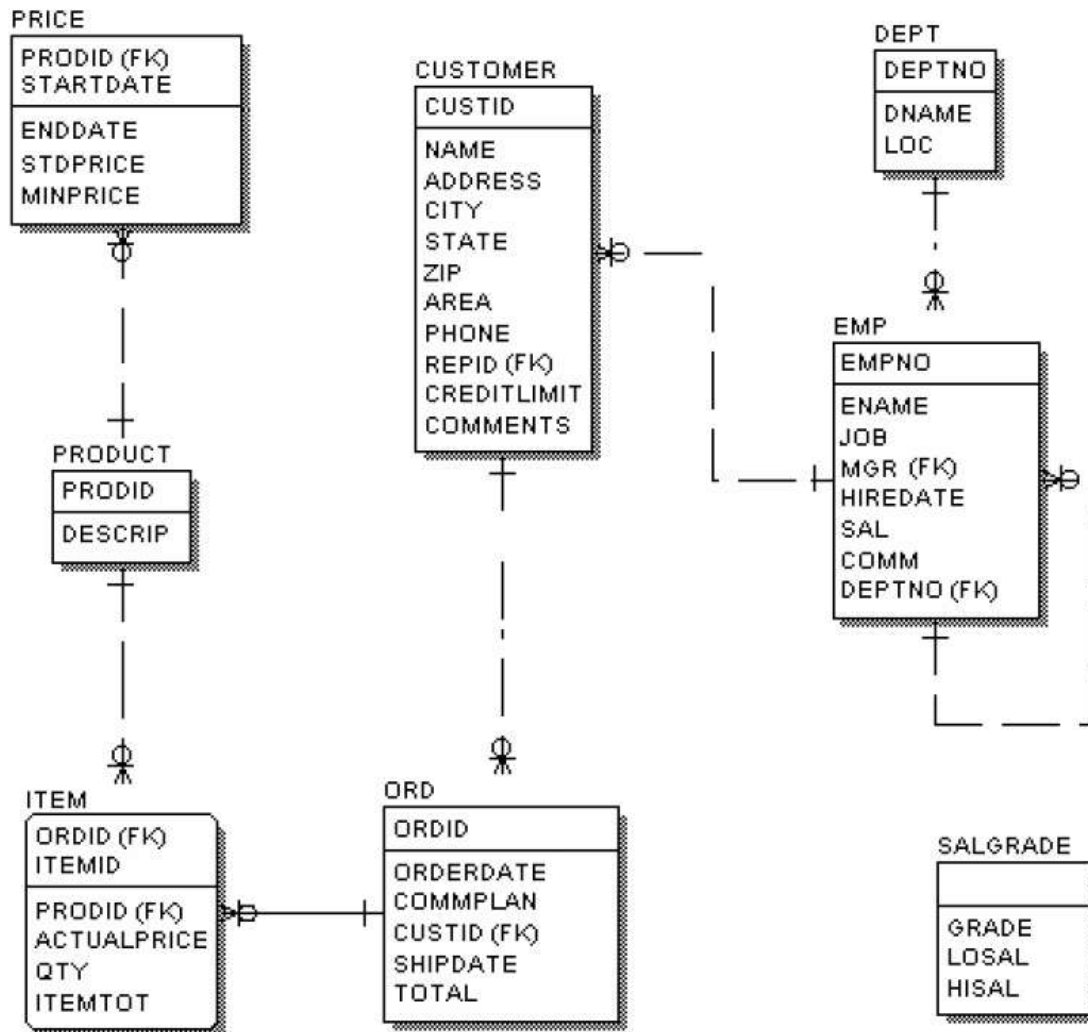 PRICE
PRODID (FK)
STARTDATE
ENDDATE
STDPRICE
MINPRICE
CUSTOMER
CUSTID
NAME
ADDRESS
CITY
STATE
ZIP
AREA
PHONE
REPID (FK)
CREDITLIMIT
COMMENTS
DEPT
DEPTNO
DNAME
LOC
EMP
EMPNO
ENAME
JOB
MGR (FK)
HIREDATE
SAL
COMM
DEPTNO (FK)
PRODUCT
PRODID
DESCRIP
ITEM
ORDID (FK)
ITEMID
PRODID (FK)
ACTUALPRICE
QTY
ITEMTOT
ORD
ORDID
ORDERDATE
COMMPLAN
CUSTID (FK)
SHIPDATE
TOTAL
SALGRADE
GRADE
LOSAL
HISAL